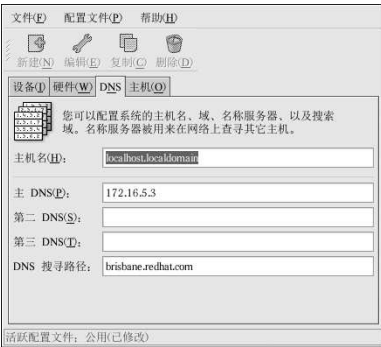 文件(F) 配置文件(P) 帮助(H)
新建(N) 编辑(E) 复制(C) 删除(D)
设备(I) 硬件(W) DNS 主机(O)
您可以配置系统的主机名、域、名称服务器、以及搜索
域。名称服务器被用来在网络上查寻其它主机。
主机名(H): localhost.localdomain
主 DNS(P): 172.16.5.3
第二 DNS(S):
第三 DNS(T):
DNS 搜寻路径: brisbane.redhat.com
活跃配置文件: 公用(已修改)